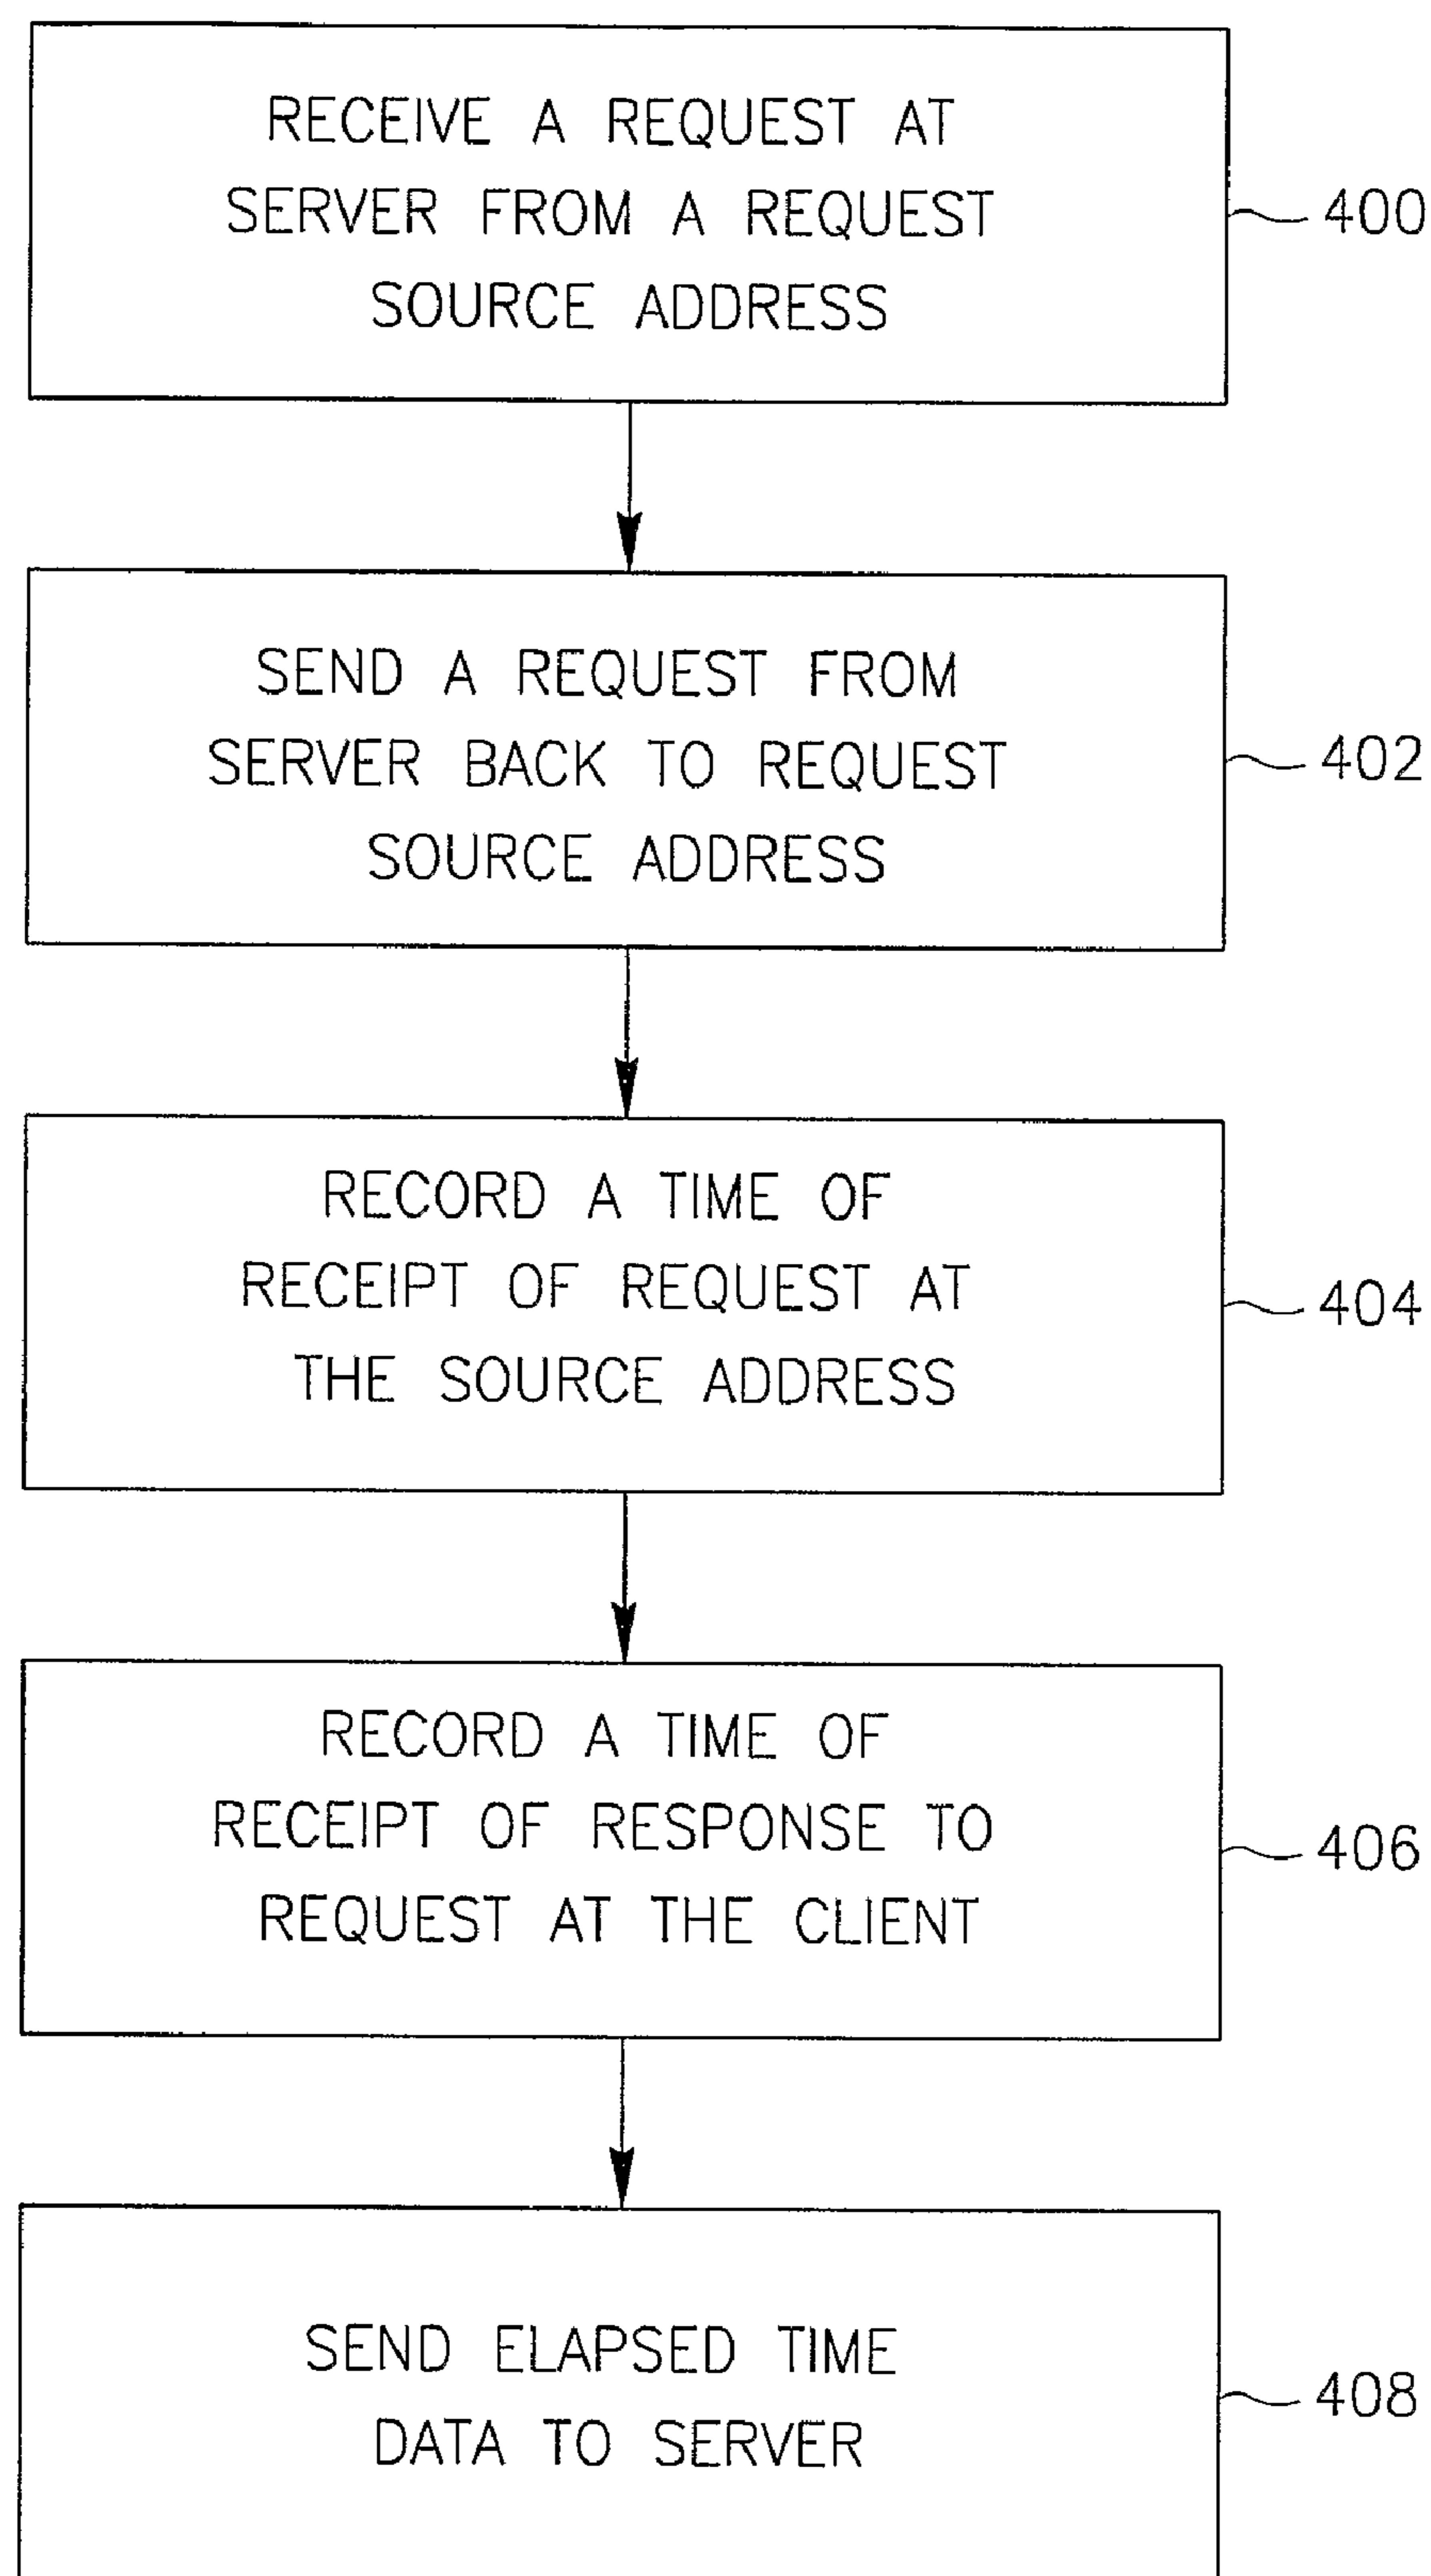 RECEIVE A REQUEST AT
SERVER FROM A REQUEST
SOURCE ADDRESS
400
SEND A REQUEST FROM
SERVER BACK TO REQUEST
SOURCE ADDRESS
402
RECORD A TIME OF
RECEIPT OF REQUEST AT
THE SOURCE ADDRESS
404
RECORD A TIME OF
RECEIPT OF RESPONSE TO
REQUEST AT THE CLIENT
406
SEND ELAPSED TIME
DATA TO SERVER
408